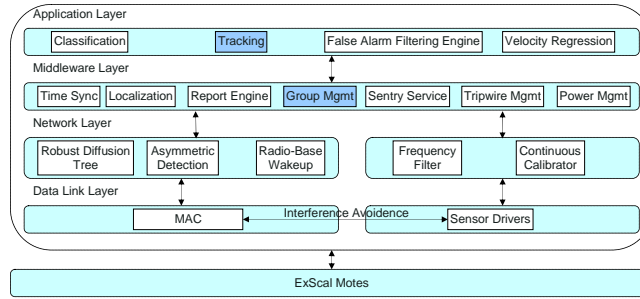 Application Layer
Classification
Tracking
False Alarm Filtering Engine
Velocity Regression
Middleware Layer
Time Sync
Localization
Report Engine
Group Mgmt
Sentry Service
Tripwire Mgmt
Power Mgmt
Network Layer
Robust Diffusion
Tree
Asymmetric
Detection
Radio-Base
Wakeup
Frequency
Filter
Continuous
Calibrator
Data Link Layer
MAC
Interference Avoidence
Sensor Drivers
ExScal Motes